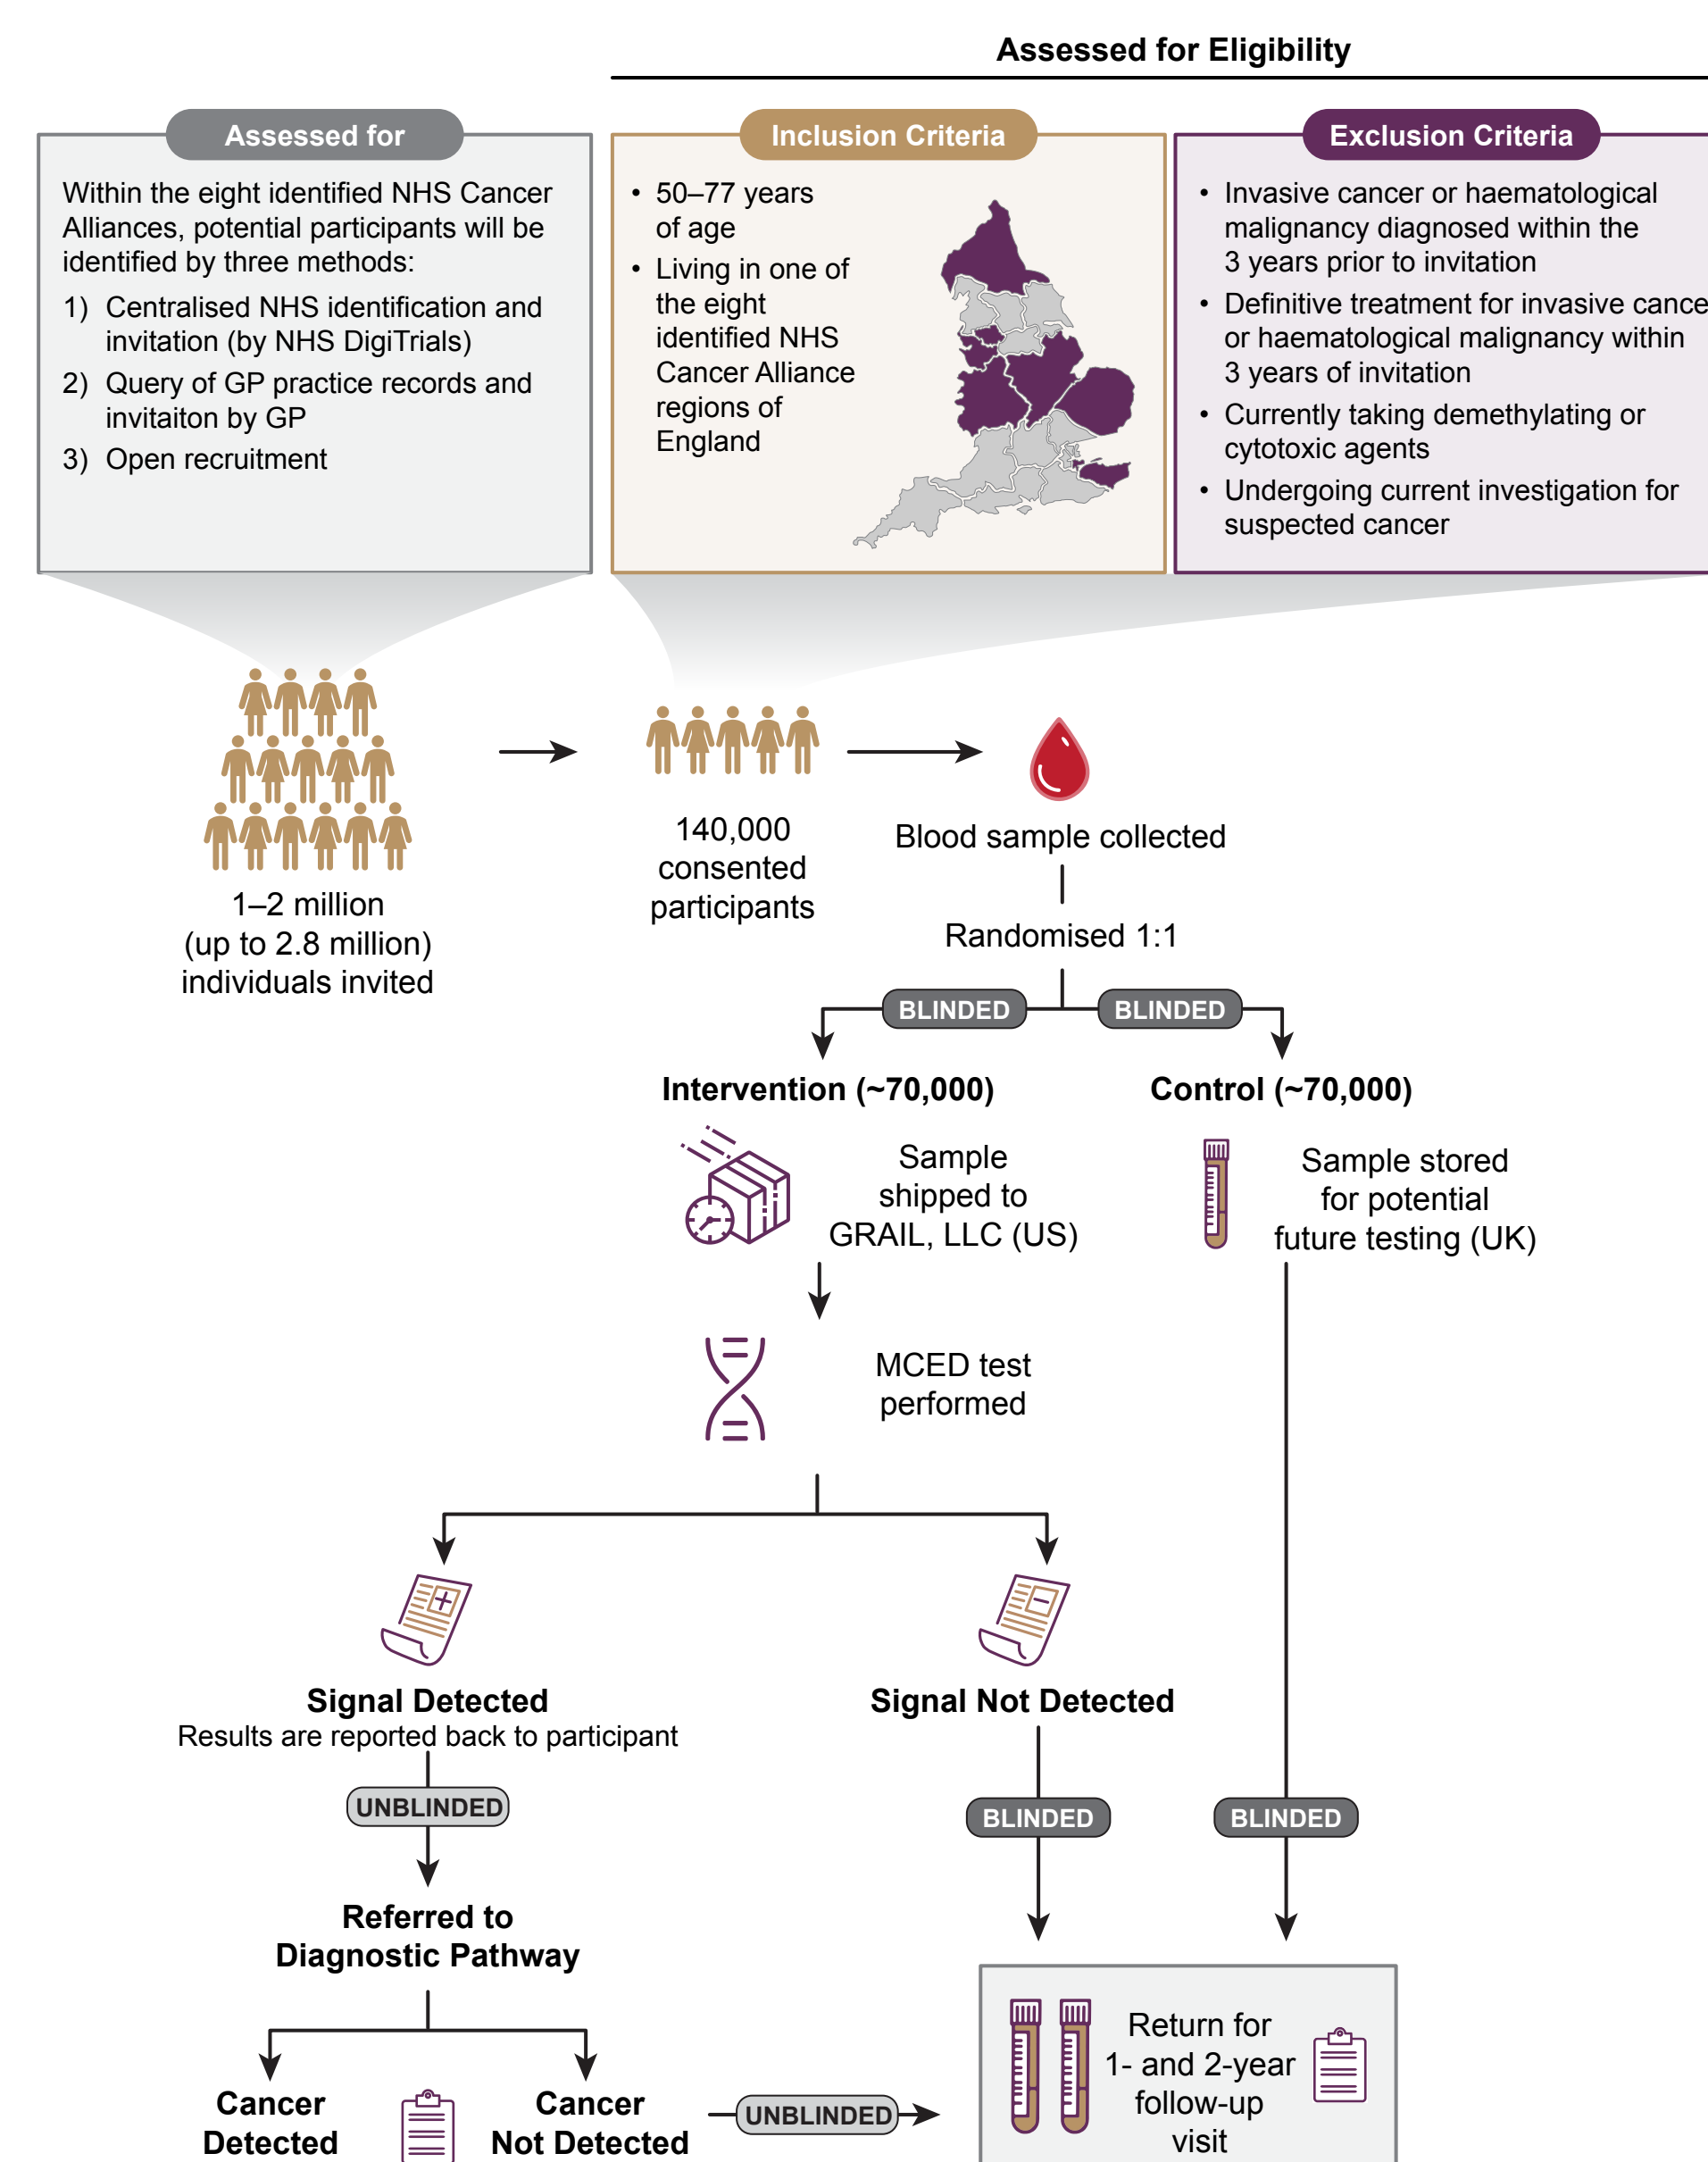 Assessed for Eligibility
Assessed for
Within the eight identified NHS Cancer
Alliances, potential participants will be
identified by three methods:
1) Centralised NHS identification and
invitation (by NHS DigiTrials)
2) Query of GP practice records and
invitaiton by GP
3) Open recruitment
Inclusion Criteria
• 50–77 years
of age
• Living in one of
the eight
identified NHS
Cancer Alliance
regions of
England
Exclusion Criteria
• Invasive cancer or haematological
malignancy diagnosed within the
3 years prior to invitation
• Definitive treatment for invasive cance
or haematological malignancy within
3 years of invitation
• Currently taking demethylating or
cytotoxic agents
• Undergoing current investigation for
suspected cancer
1–2 million
(up to 2.8 million)
individuals invited
140,000
consented
participants
Blood sample collected
Randomised 1:1
BLINDED
BLINDED
Intervention (~70,000)
Control (~70,000)
Sample
shipped to
GRAIL, LLC (US)
Sample stored
for potential
future testing (UK)
MCED test
performed
Signal Detected
Results are reported back to participant
Signal Not Detected
UNBLINDED
BLINDED
BLINDED
Referred to
Diagnostic Pathway
Cancer
Detected
Cancer
Not Detected
UNBLINDED
Return for
1- and 2-year
follow-up
visit